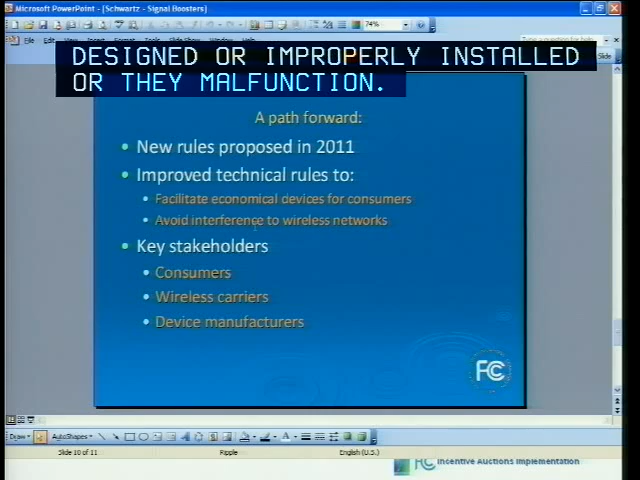 Microsoft PowerPoint - [Schwartz - Signal Boosters]
74%
File Edit View Insert Format Tools Slide Show Window
DESIGNED OR IMPROPERLY INSTALLED
OR THEY MALFUNCTION.
A path forward:
• New rules proposed in 2011
• Improved technical rules to:
• Facilitate economical devices for consumers
• Avoid interference to wireless networks
• Key stakeholders
• Consumers
• Wireless carriers
• Device manufacturers
FCC
Draw AutoShapes
Slide 10 of 11 Ripple English (U.S.)
FCC Incentive Auctions Implementation